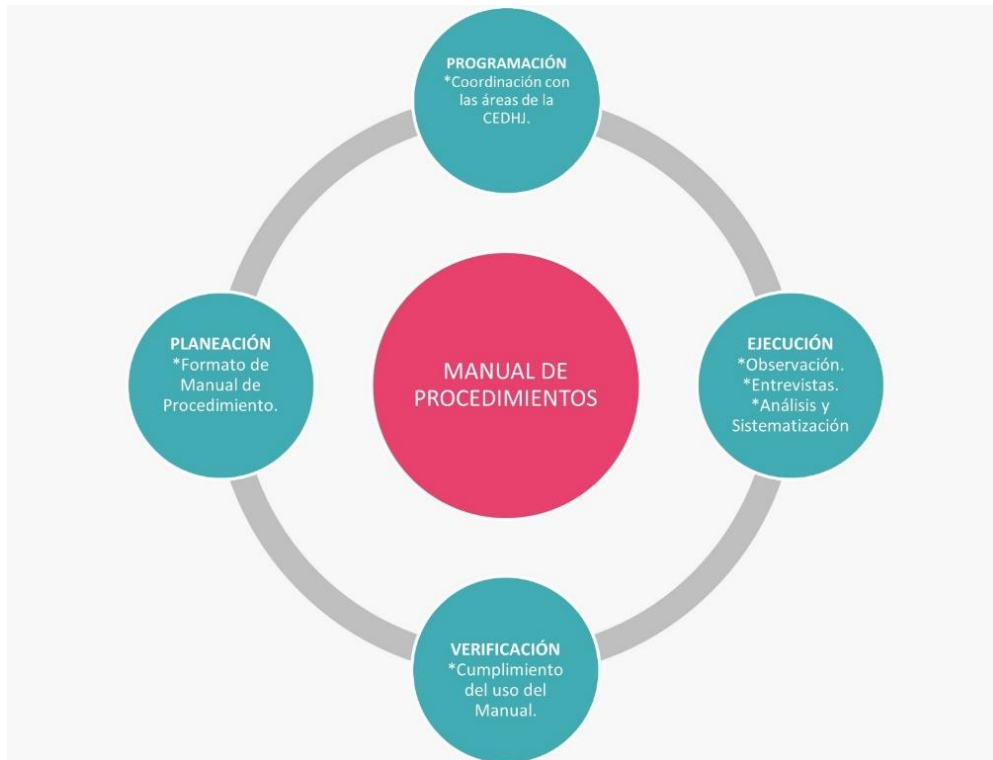 PROGRAMACIÓN
*Coordinación con
las áreas de la
CEDHJ.
PLANEACIÓN
*Formato de
Manual de
Procedimiento.
MANUAL DE
PROCEDIMIENTOS
EJECUCIÓN
*Observación.
*Entrevistas.
*Análisis y
Sistematización
VERIFICACIÓN
*Cumplimiento
del uso del
Manual.